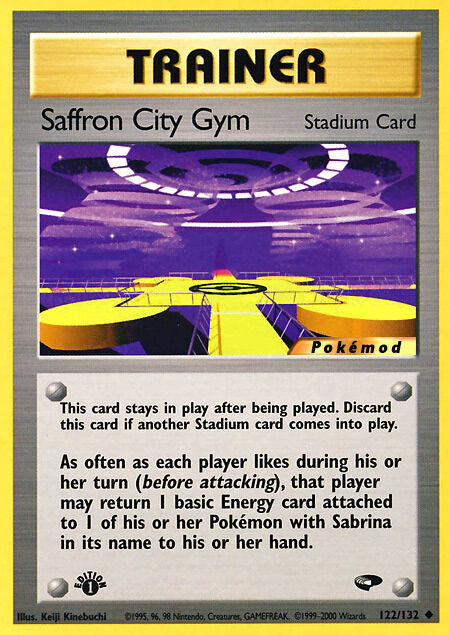 TRAINER
Saffron City Gym Stadium Card
Pokémod
This card stays in play after being played. Discard
this card if another Stadium card comes into play.
As often as each player likes during his or
her turn (before attacking), that player
may return 1 basic Energy card attached
to 1 of his or her Pokémon with Sabrina
in its name to his or her hand.
EDITION
1
Illus. Keiji Kinebuchi ©1995, 96, 98 Nintendo, Creatures, GAMEFREAK. ©1999-2000 Wizards 122/132